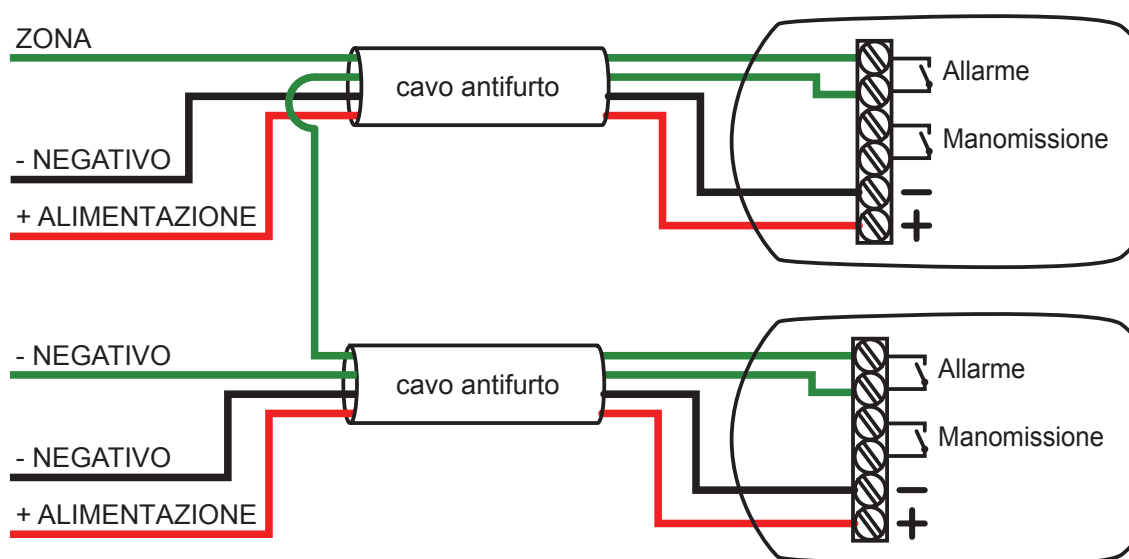 ZONA
cavo antifurto
Allarme
Manomissione
- NEGATIVO
+ ALIMENTAZIONE
−
+
- NEGATIVO
cavo antifurto
Allarme
Manomissione
- NEGATIVO
+ ALIMENTAZIONE
−
+